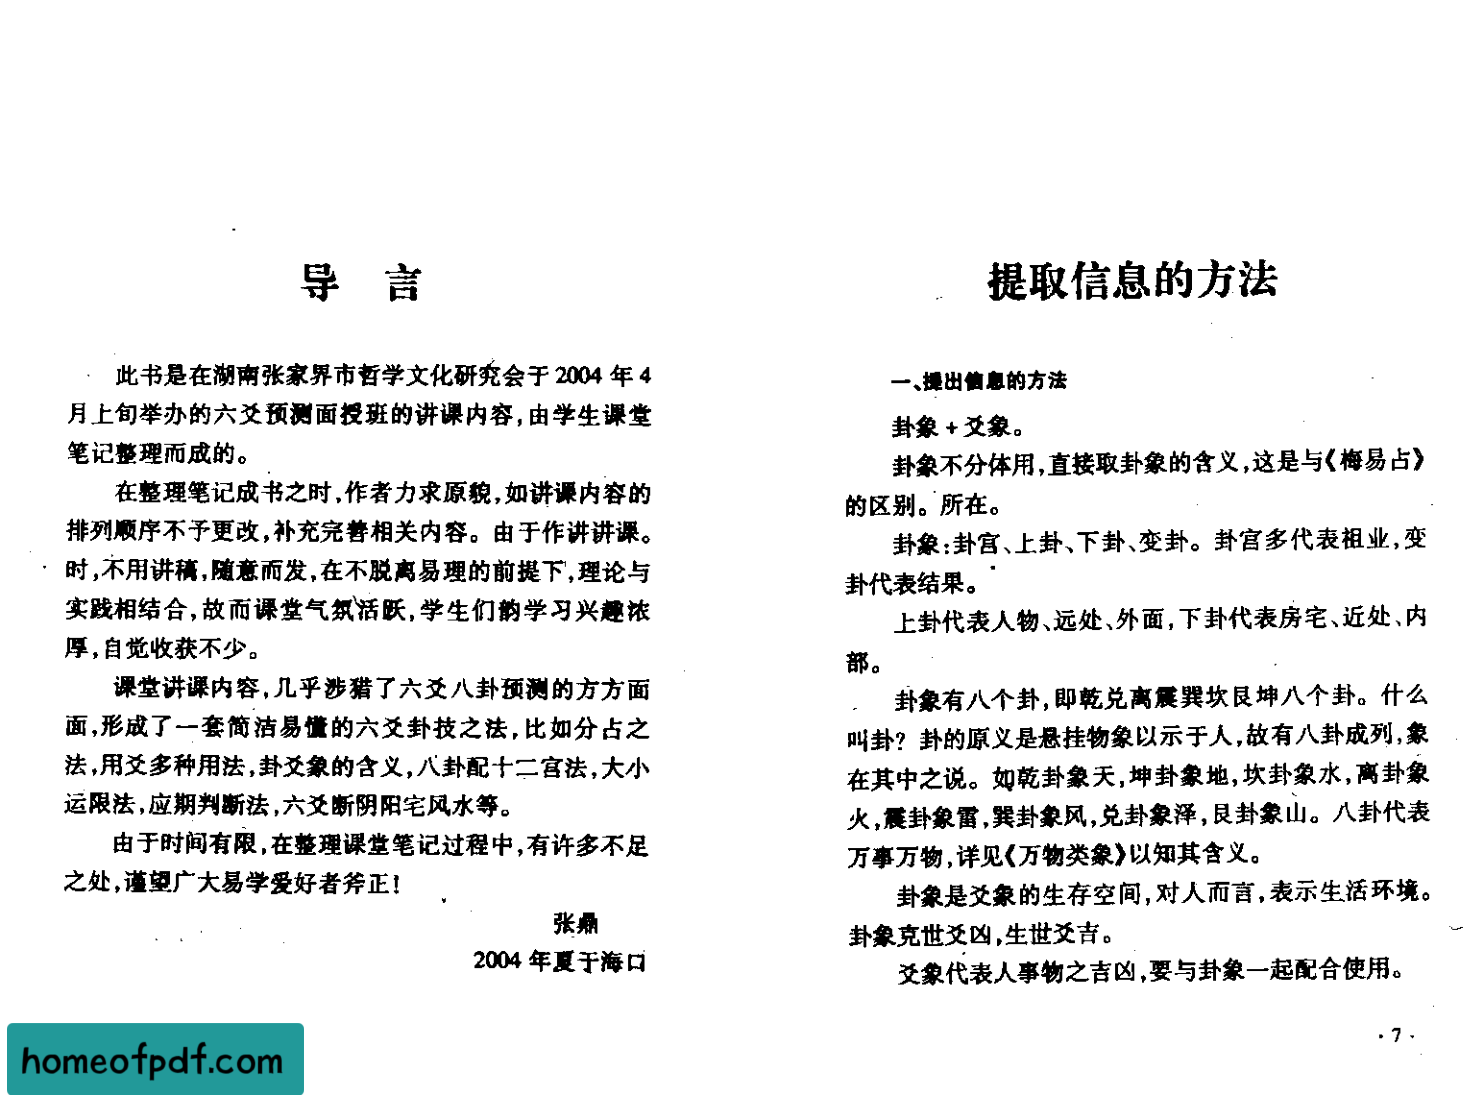 导 言
此书是在湖南张家界市哲学文化研究会于2004年4
月上旬举办的六爻预测面授班的讲课内容,由学生课堂
笔记整理而成的。
在整理笔记成书之时,作者力求原貌,如讲课内容的
排列顺序不予更改,补充完善相关内容。由于作讲讲课。
时,不用讲稿,随意而发,在不脱离易理的前提下,理论与
实践相结合,故而课堂气氛活跃,学生们韵学习兴趣浓
厚,自觉收获不少。
课堂讲课内容,几乎涉猎了六爻八卦预测的方方面
面,形成了一套简洁易懂的六爻卦技之法,比如分占之
法,用爻多种用法,卦爻象的含义,八卦配十二宫法,大小
运限法,应期判断法,六爻断阴阳宅风水等。
由于时间有限,在整理课堂笔记过程中,有许多不足
之处,谨望广大易学爱好者斧正!
张鼎
2004年夏于海口
提取信息的方法
一、提出信息的方法
卦象+爻象。
卦象不分体用,直接取卦象的含义,这是与《梅易占》
的区别。所在。
卦象:卦宫、上卦、下卦、变卦。卦宫多代表祖业,变
卦代表结果。
上卦代表人物、远处、外面,下卦代表房宅、近处、内
部。
卦象有八个卦,即乾兑离震巽坎艮坤八个卦。什么
叫卦?卦的原义是悬挂物象以示于人,故有八卦成列,象
在其中之说。如乾卦象天,坤卦象地,坎卦象水,离卦象
火,震卦象雷,巽卦象风,兑卦象泽,艮卦象山。八卦代表
万事万物,详见《万物类象》以知其含义。
卦象是爻象的生存空间,对人而言,表示生活环境。
卦象克世爻凶,生世爻吉。
爻象代表人事物之吉凶,要与卦象一起配合使用。
·7·
homeofpdf.com